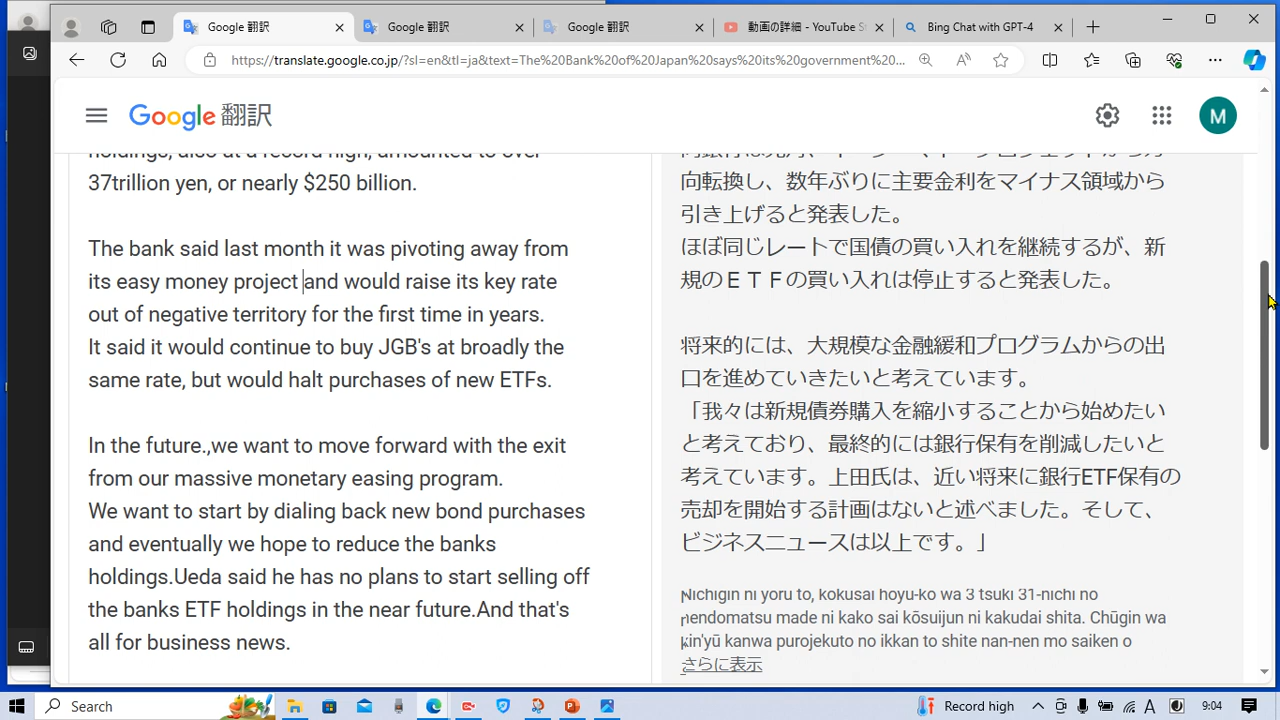 Google 翻訳
Google 翻訳
Google 翻訳
動画の詳細 - YouTube S
Bing Chat with GPT-4
https://translate.google.co.jp/?sl=en&tl=ja&text=The%20Bank%20of%20Japan%20says%20its%20government%20...
Google 翻訳
M
holdings, also at a record high, amounted to over
37trillion yen, or nearly $250 billion.
The bank said last month it was pivoting away from
its easy money project and would raise its key rate
out of negative territory for the first time in years.
It said it would continue to buy JGB's at broadly the
same rate, but would halt purchases of new ETFs.
In the future.,we want to move forward with the exit
from our massive monetary easing program.
We want to start by dialing back new bond purchases
and eventually we hope to reduce the banks
holdings.Ueda said he has no plans to start selling off
the banks ETF holdings in the near future.And that's
all for business news.
向転換し、数年ぶりに主要金利をマイナス領域から
引き上げると発表した。
ほぼ同じレートで国債の買い入れを継続するが、新
規のＥＴＦの買い入れは停止すると発表した。
将来的には、大規模な金融緩和プログラムからの出
口を進めていきたいと考えています。
「我々は新規債券購入を縮小することから始めたい
と考えており、最終的には銀行保有を削減したいと
考えています。上田氏は、近い将来に銀行ETF保有の
売却を開始する計画はないと述べました。そして、
ビジネスニュースは以上です。」
Nichigin ni yoru to, kokusai hoyu-ko wa 3 tsuki 31-nichi no
nendomatsu made ni kako sai kōsuijun ni kakudai shita. Chūgin wa
kin'yū kanwa purojekuto no ikkan to shite nan-nen mo saiken o
さらに表示
Search
Record high
A
9:04